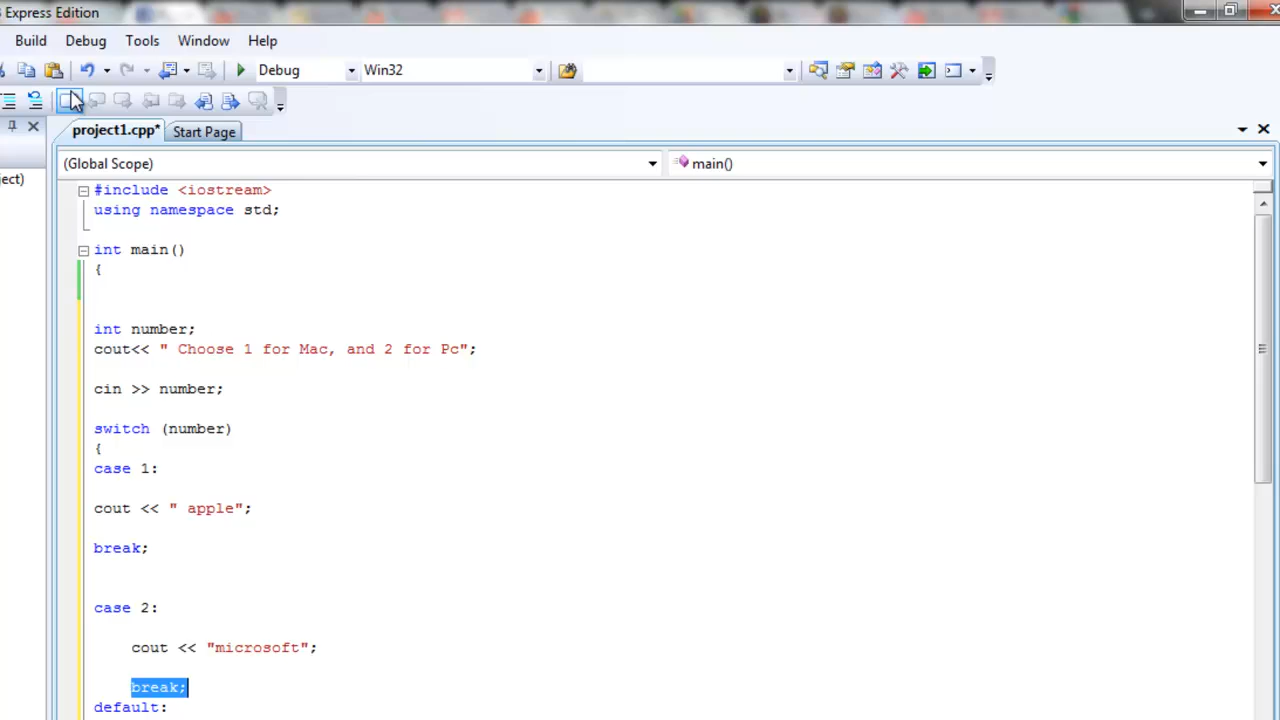 Express Edition
Build Debug Tools Window Help
Debug Win32
project1.cpp* Start Page
ject) (Global Scope) main()
#include <iostream>
using namespace std;
int main()
{
int number;
cout<< " Choose 1 for Mac, and 2 for Pc";
cin >> number;
switch (number)
{
case 1:
cout << " apple";
break;
case 2:
cout << "microsoft";
break;
default: